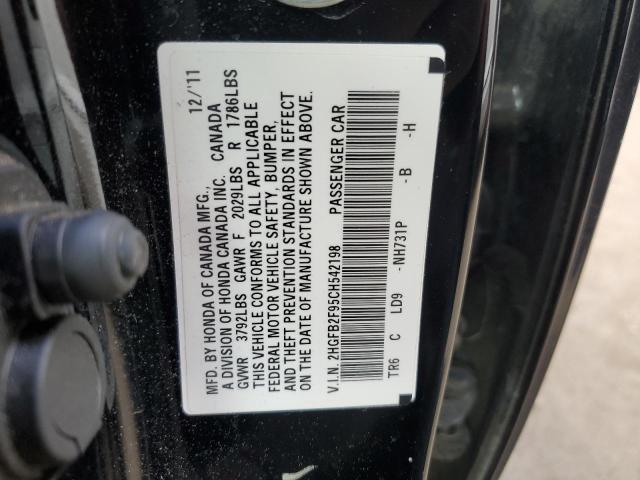 MFG. BY HONDA OF CANADA MFG., 12/'11
A DIVISION OF HONDA CANADA INC. CANADA
GVWR 3792LBS GAWR F 2029LBS R 1786LBS
THIS VEHICLE CONFORMS TO ALL APPLICABLE
FEDERAL MOTOR VEHICLE SAFETY, BUMPER,
AND THEFT PREVENTION STANDARDS IN EFFECT
ON THE DATE OF MANUFACTURE SHOWN ABOVE.
V.I.N. 2HGFB2F95CH542198 PASSENGER CAR
TR6 C LD9 -NH731P -B -H